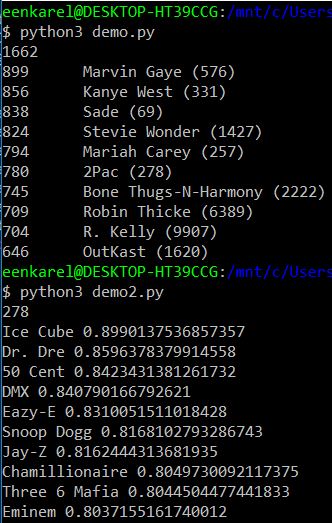 eenkarel@DESKTOP-HT39CCG:/mnt/c/Users
$ python3 demo.py
1662
899 Marvin Gaye (576)
856 Kanye West (331)
838 Sade (69)
824 Stevie Wonder (1427)
794 Mariah Carey (257)
780 2Pac (278)
745 Bone Thugs-N-Harmony (2222)
709 Robin Thicke (6389)
704 R. Kelly (9907)
646 OutKast (1620)
eenkarel@DESKTOP-HT39CCG:/mnt/c/Users
$ python3 demo2.py
278
Ice Cube 0.8990137536857357
Dr. Dre 0.8596378379914558
50 Cent 0.8423431381261732
DMX 0.840790166792621
Eazy-E 0.8310051511018428
Snoop Dogg 0.8168102793286743
Jay-Z 0.8162444313681935
Chamillionaire 0.8049730092117375
Three 6 Mafia 0.8044504477441833
Eminem 0.8037155161740012